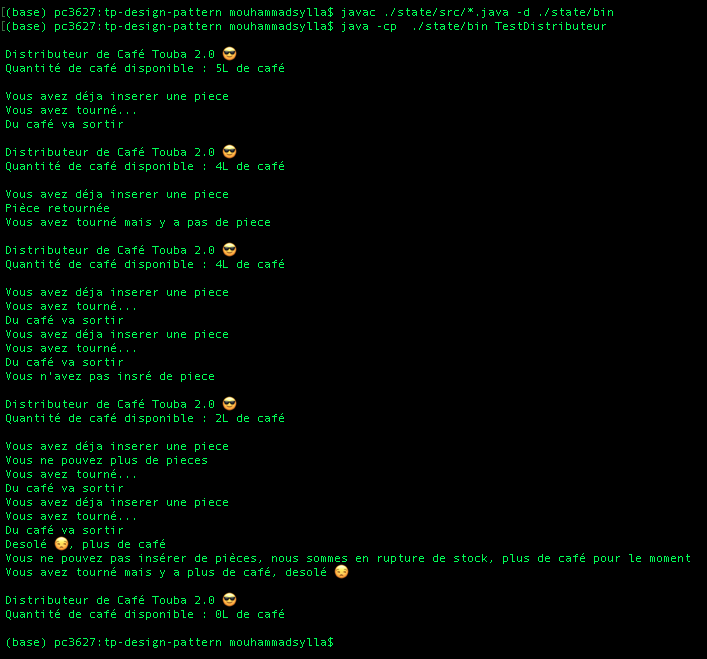 [(base) pc3627:tp-design-pattern mouhammadsylla$ javac ./state/src/*.java -d ./state/bin
[(base) pc3627:tp-design-pattern mouhammadsylla$ java -cp  ./state/bin TestDistributeur
Distributeur de Café Touba 2.0 😎
Quantité de café disponible : 5L de café
Vous avez déja inserer une piece
Vous avez tourné...
Du café va sortir
Distributeur de Café Touba 2.0 😎
Quantité de café disponible : 4L de café
Vous avez déja inserer une piece
Pièce retournée
Vous avez tourné mais y a pas de piece
Distributeur de Café Touba 2.0 😎
Quantité de café disponible : 4L de café
Vous avez déja inserer une piece
Vous avez tourné...
Du café va sortir
Vous avez déja inserer une piece
Vous avez tourné...
Du café va sortir
Vous n'avez pas insré de piece
Distributeur de Café Touba 2.0 😎
Quantité de café disponible : 2L de café
Vous avez déja inserer une piece
Vous ne pouvez plus de pieces
Vous avez tourné...
Du café va sortir
Vous avez déja inserer une piece
Vous avez tourné...
Du café va sortir
Desolé 😒, plus de café
Vous ne pouvez pas insérer de pièces, nous sommes en rupture de stock, plus de café pour le moment
Vous avez tourné mais y a plus de café, desolé 😒
Distributeur de Café Touba 2.0 😎
Quantité de café disponible : 0L de café
(base) pc3627:tp-design-pattern mouhammadsylla$